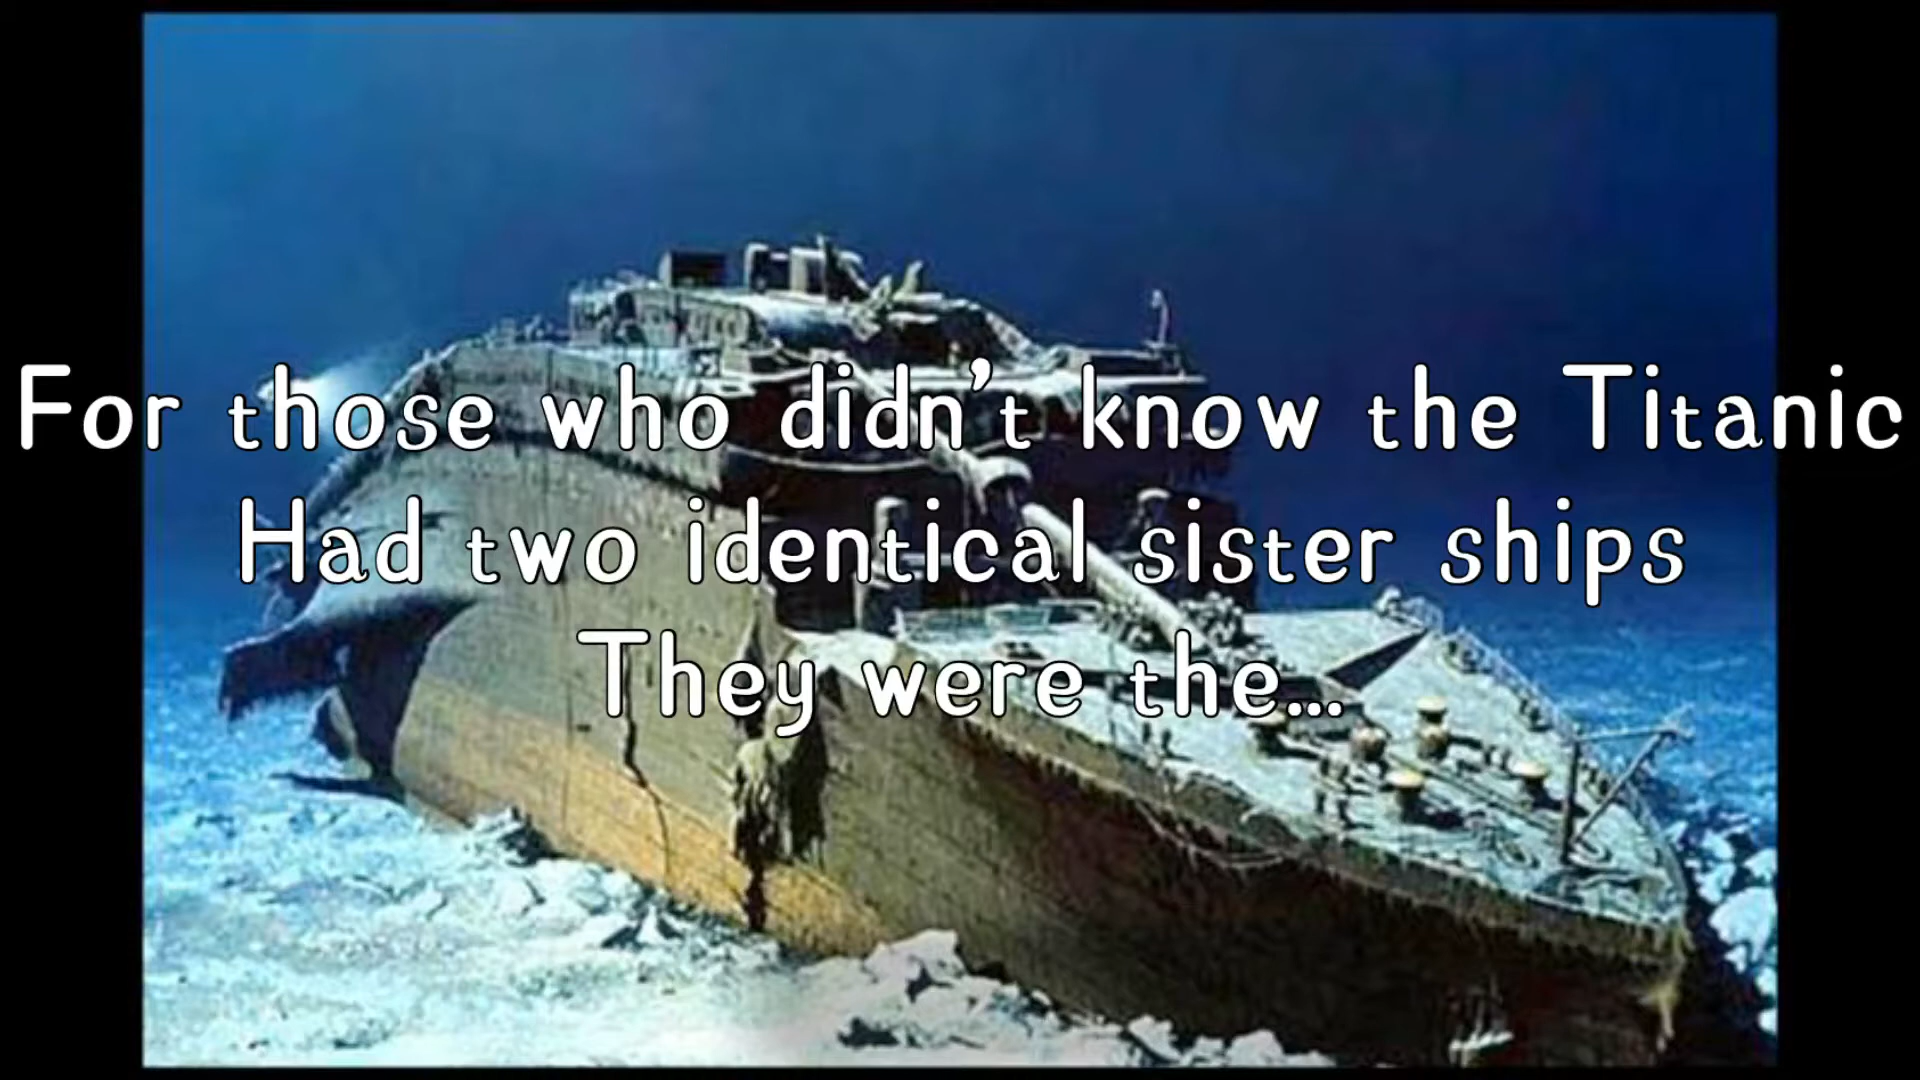 For those who didn't know the Titanic
Had two identical sister ships
They were the...